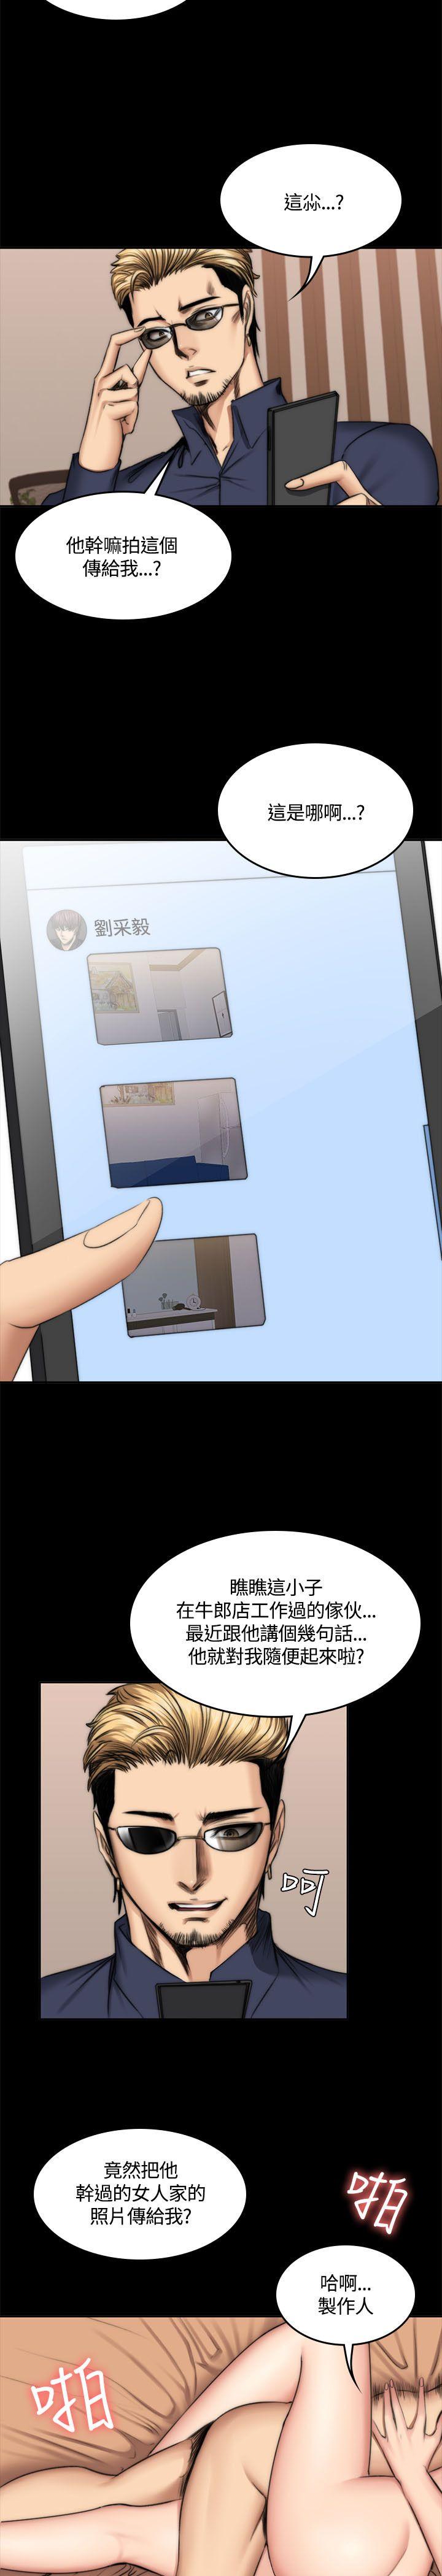 這尛...?
他幹嘛拍這個
傳給我...?
這是哪啊...?
劉采毅
瞧瞧這小子
在牛郎店工作過的傢伙...
最近跟他講個幾句話...
他就對我隨便起來啦?
呵
竟然把他
幹過的女人家的
照片傳給我?
啪
哈啊...
製作人
啪